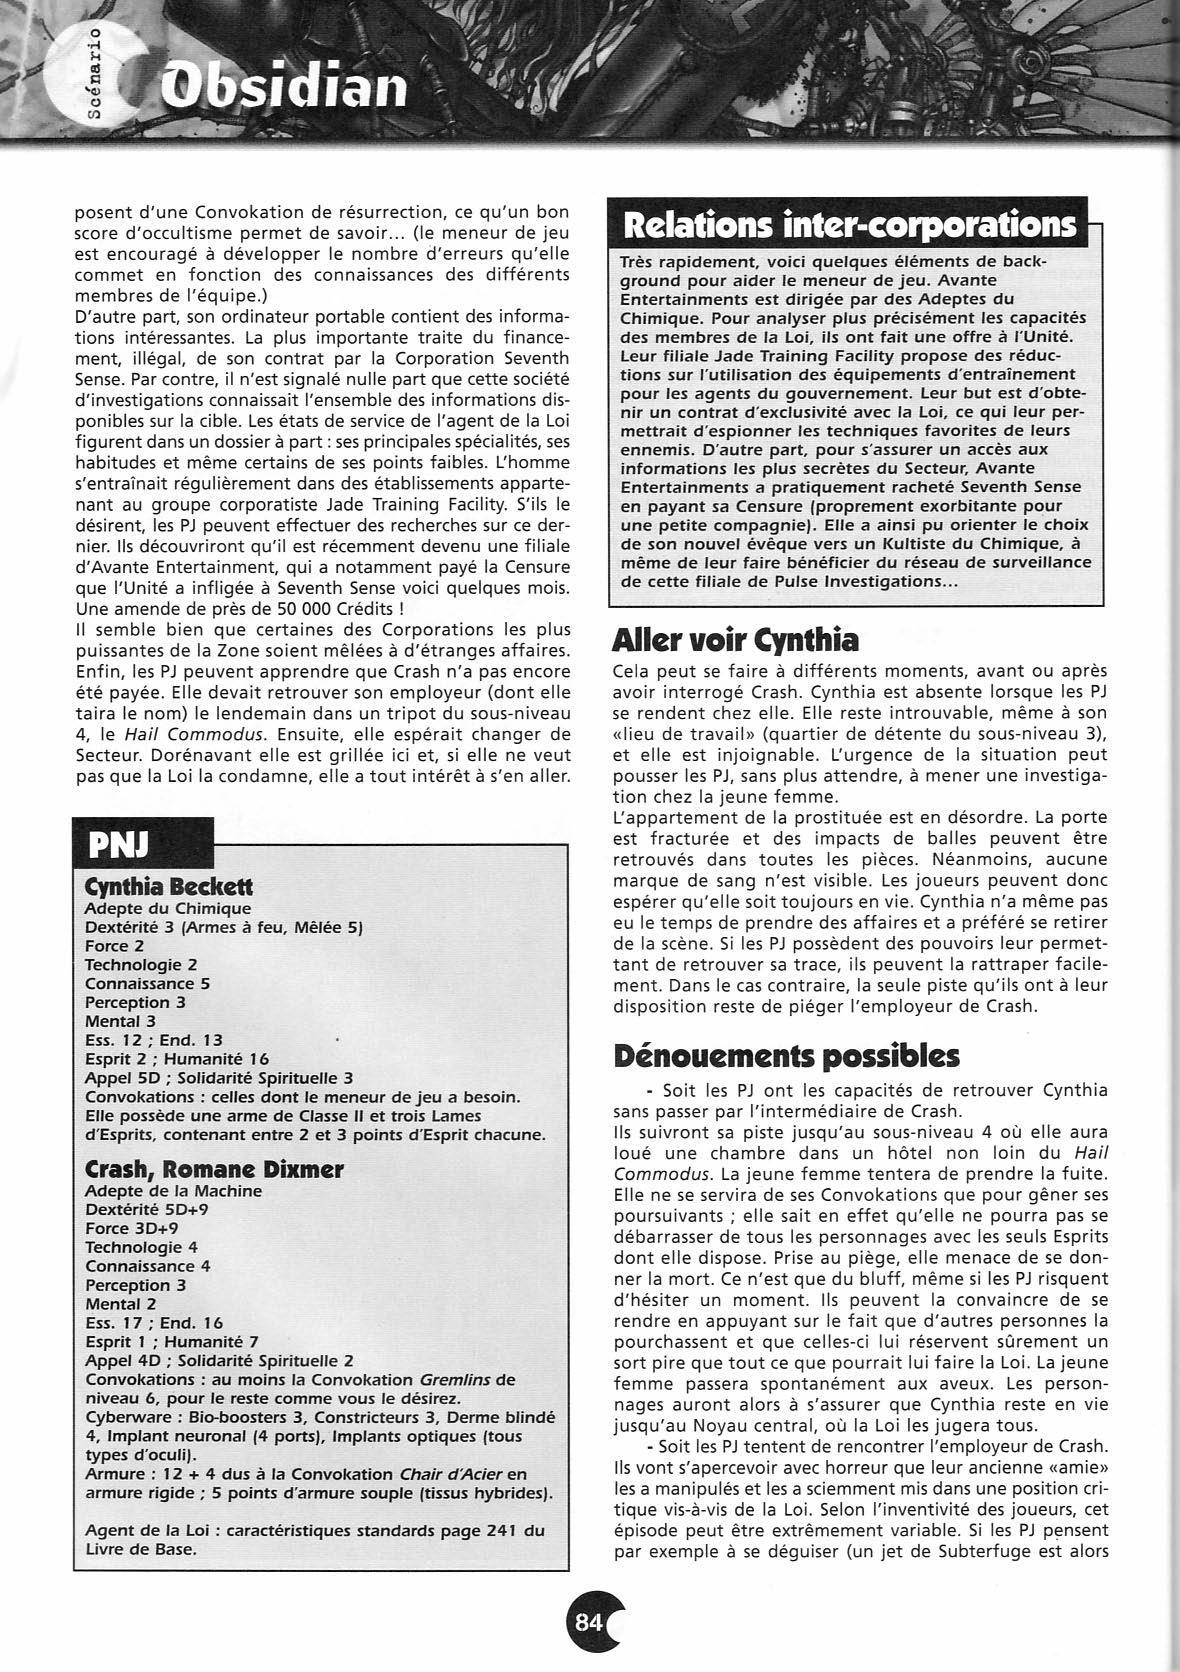 Scénario
Obsidian
posent d'une Convokation de résurrection, ce qu'un bon
score d'occultisme permet de savoir... (le meneur de jeu
est encouragé à développer le nombre d'erreurs qu'elle
commet en fonction des connaissances des différents
membres de l'équipe.)
D'autre part, son ordinateur portable contient des informa-
tions intéressantes. La plus importante traite du finance-
ment, illégal, de son contrat par la Corporation Seventh
Sense. Par contre, il n'est signalé nulle part que cette société
d'investigations connaissait l'ensemble des informations dis-
ponibles sur la cible. Les états de service de l'agent de la Loi
figurent dans un dossier à part : ses principales spécialités, ses
habitudes et même certains de ses points faibles. L'homme
s'entraînait régulièrement dans des établissements apparte-
nant au groupe corporatiste Jade Training Facility. S'ils le
désirent, les PJ peuvent effectuer des recherches sur ce der-
nier. Ils découvriront qu'il est récemment devenu une filiale
d'Avante Entertainment, qui a notamment payé la Censure
que l'Unité a infligée à Seventh Sense voici quelques mois.
Une amende de près de 50 000 Crédits !
Il semble bien que certaines des Corporations les plus
puissantes de la Zone soient mêlées à d'étranges affaires.
Enfin, les PJ peuvent apprendre que Crash n'a pas encore
été payée. Elle devait retrouver son employeur (dont elle
taira le nom) le lendemain dans un tripot du sous-niveau
4, le Hail Commodus. Ensuite, elle espérait changer de
Secteur. Dorénavant elle est grillée ici et, si elle ne veut
pas que la Loi la condamne, elle a tout intérêt à s'en aller.
PNJ
Cynthia Beckett
Adepte du Chimique
Dextérité 3 (Armes à feu, Mêlée 5)
Force 2
Technologie 2
Connaissance 5
Perception 3
Mental 3
Ess. 12 ; End. 13
Esprit 2 ; Humanité 16
Appel 5D ; Solidarité Spirituelle 3
Convokations : celles dont le meneur de jeu a besoin.
Elle possède une arme de Classe II et trois Lames
d'Esprits, contenant entre 2 et 3 points d'Esprit chacune.
Crash, Romane Dixmer
Adepte de la Machine
Dextérité 5D+9
Force 3D+9
Technologie 4
Connaissance 4
Perception 3
Mental 2
Ess. 17 ; End. 16
Esprit 1 ; Humanité 7
Appel 4D ; Solidarité Spirituelle 2
Convokations : au moins la Convokation Gremlins de
niveau 6, pour le reste comme vous le désirez.
Cyberware : Bio-boosters 3, Constricteurs 3, Derme blindé
4, Implant neuronal (4 ports), Implants optiques (tous
types d'oculi).
Armure : 12 + 4 dus à la Convokation Chair d'Acier en
armure rigide ; 5 points d'armure souple (tissus hybrides).
Agent de la Loi : caractéristiques standards page 241 du
Livre de Base.
Relations inter-corporations
Très rapidement, voici quelques éléments de back-
ground pour aider le meneur de jeu. Avante
Entertainments est dirigée par des Adeptes du
Chimique. Pour analyser plus précisément les capacités
des membres de la Loi, ils ont fait une offre à l'Unité.
Leur filiale Jade Training Facility propose des réduc-
tions sur l'utilisation des équipements d'entraînement
pour les agents du gouvernement. Leur but est d'obte-
nir un contrat d'exclusivité avec la Loi, ce qui leur per-
mettrait d'espionner les techniques favorites de leurs
ennemis. D'autre part, pour s'assurer un accès aux
informations les plus secrètes du Secteur, Avante
Entertainments a pratiquement racheté Seventh Sense
en payant sa Censure (proprement exorbitante pour
une petite compagnie). Elle a ainsi pu orienter le choix
de son nouvel évêque vers un Kultiste du Chimique, à
même de leur faire bénéficier du réseau de surveillance
de cette filiale de Pulse Investigations...
Aller voir Cynthia
Cela peut se faire à différents moments, avant ou après
avoir interrogé Crash. Cynthia est absente lorsque les PJ
se rendent chez elle. Elle reste introuvable, même à son
«lieu de travail» (quartier de détente du sous-niveau 3),
et elle est injoignable. L'urgence de la situation peut
pousser les PJ, sans plus attendre, à mener une investiga-
tion chez la jeune femme.
L'appartement de la prostituée est en désordre. La porte
est fracturée et des impacts de balles peuvent être
retrouvés dans toutes les pièces. Néanmoins, aucune
marque de sang n'est visible. Les joueurs peuvent donc
espérer qu'elle soit toujours en vie. Cynthia n'a même pas
eu le temps de prendre des affaires et a préféré se retirer
de la scène. Si les PJ possèdent des pouvoirs leur permet-
tant de retrouver sa trace, ils peuvent la rattraper facile-
ment. Dans le cas contraire, la seule piste qu'ils ont à leur
disposition reste de piéger l'employeur de Crash.
Dénouements possibles
- Soit les PJ ont les capacités de retrouver Cynthia
sans passer par l'intermédiaire de Crash.
Ils suivront sa piste jusqu'au sous-niveau 4 où elle aura
loué une chambre dans un hôtel non loin du Hail
Commodus. La jeune femme tentera de prendre la fuite.
Elle ne se servira de ses Convokations que pour gêner ses
poursuivants ; elle sait en effet qu'elle ne pourra pas se
débarrasser de tous les personnages avec les seuls Esprits
dont elle dispose. Prise au piège, elle menace de se don-
ner la mort. Ce n'est que du bluff, même si les PJ risquent
d'hésiter un moment. Ils peuvent la convaincre de se
rendre en appuyant sur le fait que d'autres personnes la
pourchassent et que celles-ci lui réservent sûrement un
sort pire que tout ce que pourrait lui faire la Loi. La jeune
femme passera spontanément aux aveux. Les person-
nages auront alors à s'assurer que Cynthia reste en vie
jusqu'au Noyau central, où la Loi les jugera tous.
- Soit les PJ tentent de rencontrer l'employeur de Crash.
Ils vont s'apercevoir avec horreur que leur ancienne «amie»
les a manipulés et les a sciemment mis dans une position cri-
tique vis-à-vis de la Loi. Selon l'inventivité des joueurs, cet
épisode peut être extrêmement variable. Si les PJ pensent
par exemple à se déguiser (un jet de Subterfuge est alors
84